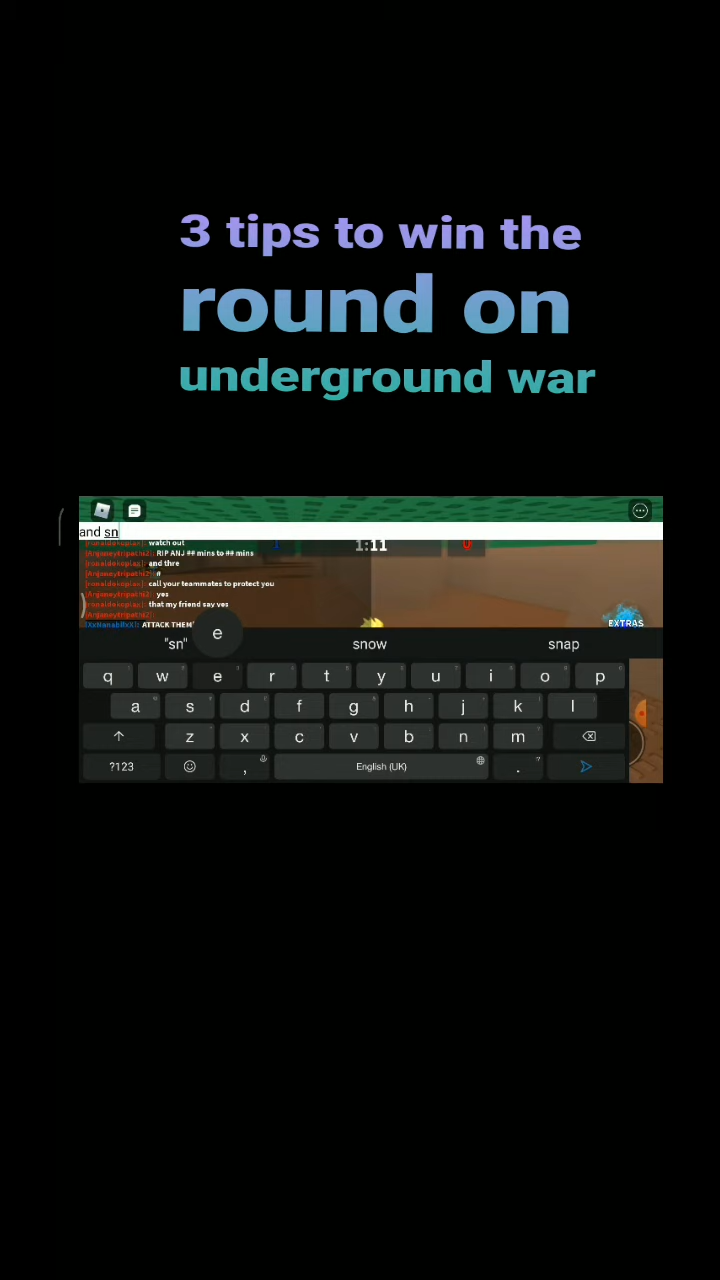 3 tips to win the
round on
underground war
and sn
1:11
watch out
RIP ANJ ## mins to ## mins
and thre
#
call your teammates to protect you
yes
that my friend say yes
ATTACK THEM
EXTRAS
"sn" e snow snap
q w e r t y u i o p
a s d f g h j k l
z x c v b n m
?123 , English (UK) .